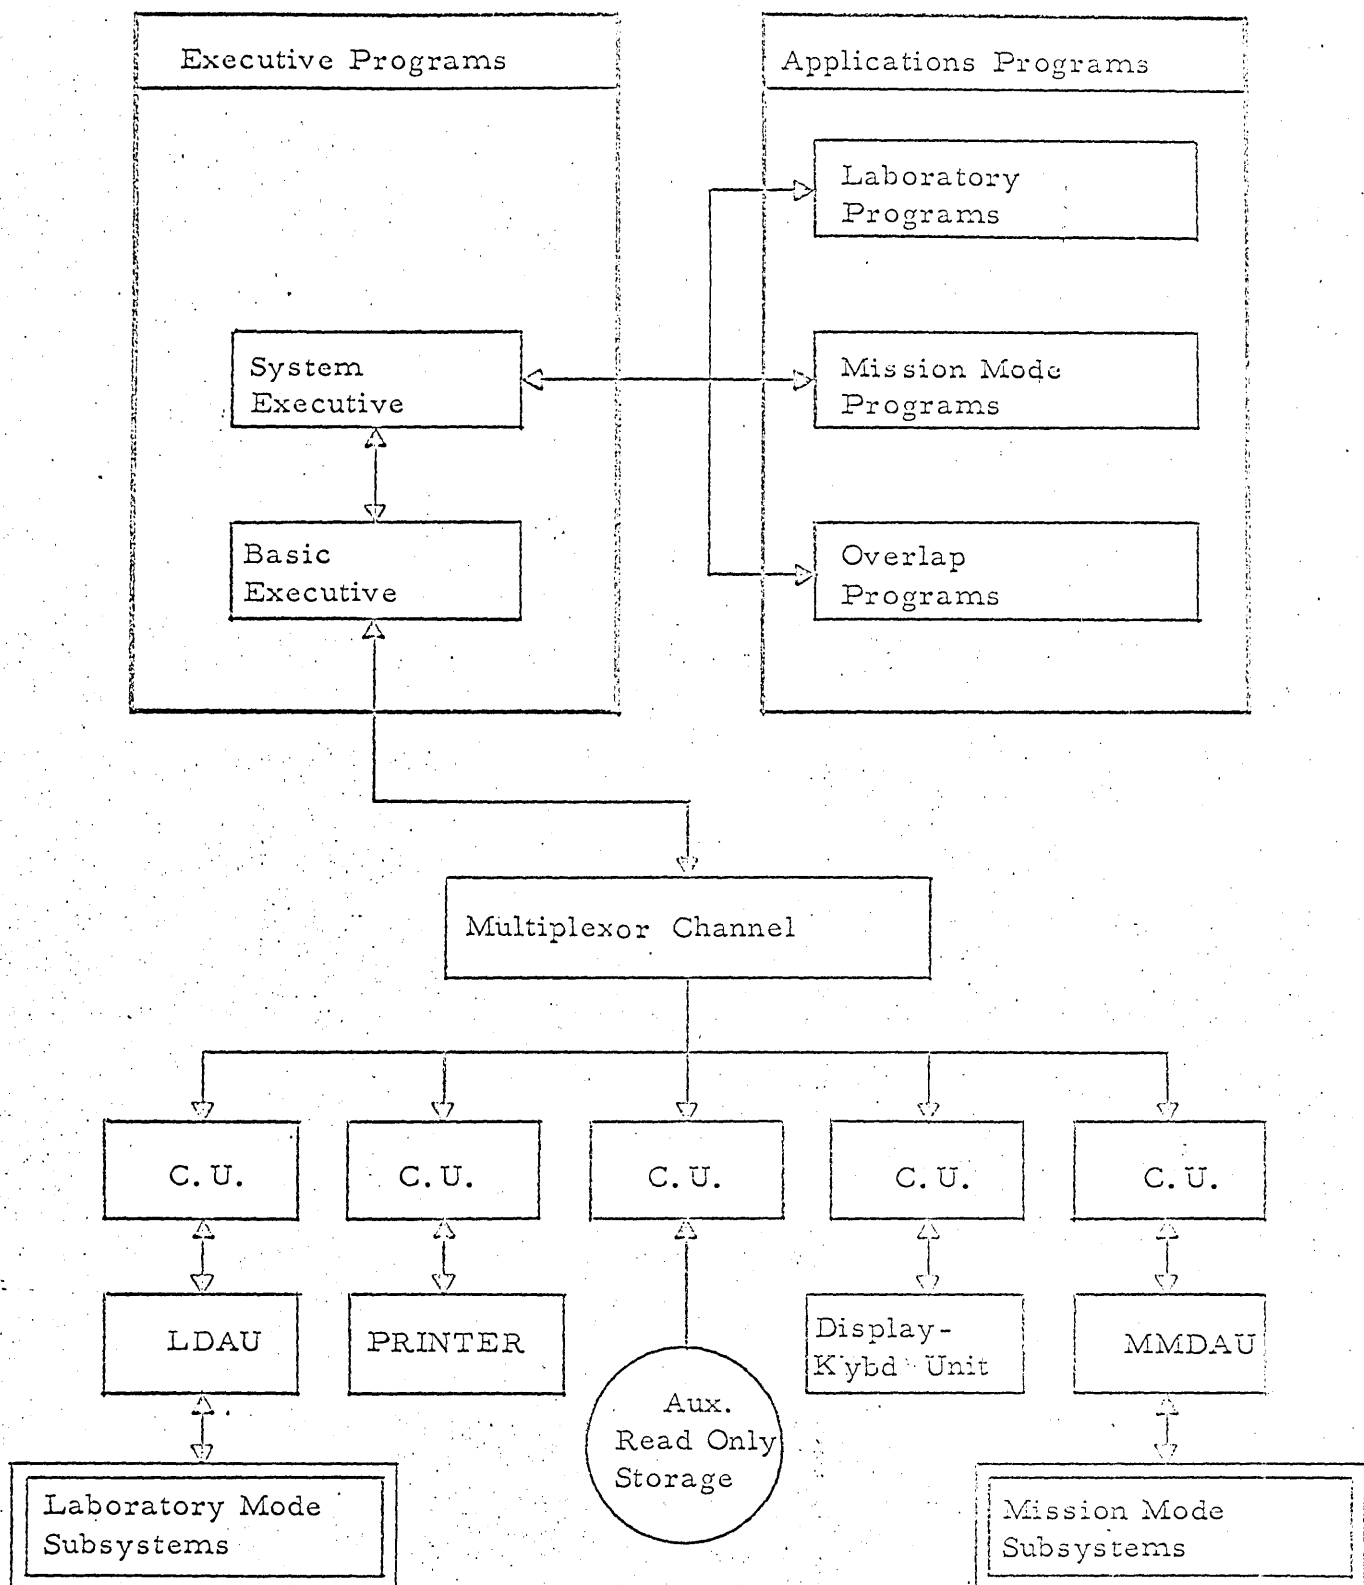 Executive Programs
Applications Programs
Laboratory
Programs
System
Executive
Mission Mode
Programs
Basic
Executive
Overlap
Programs
Multiplexor Channel
C. U.
C. U.
C. U.
C. U.
C. U.
LDAU
PRINTER
Display-
Kybd Unit
MMDAU
Aux.
Read Only
Storage
Laboratory Mode
Subsystems
Mission Mode
Subsystems